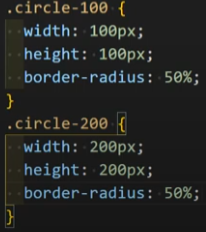 .circle-100 {
width: 100px;
height: 100px;
border-radius: 50%;
}
.circle-200 {
width: 200px;
height: 200px;
border-radius: 50%;
}